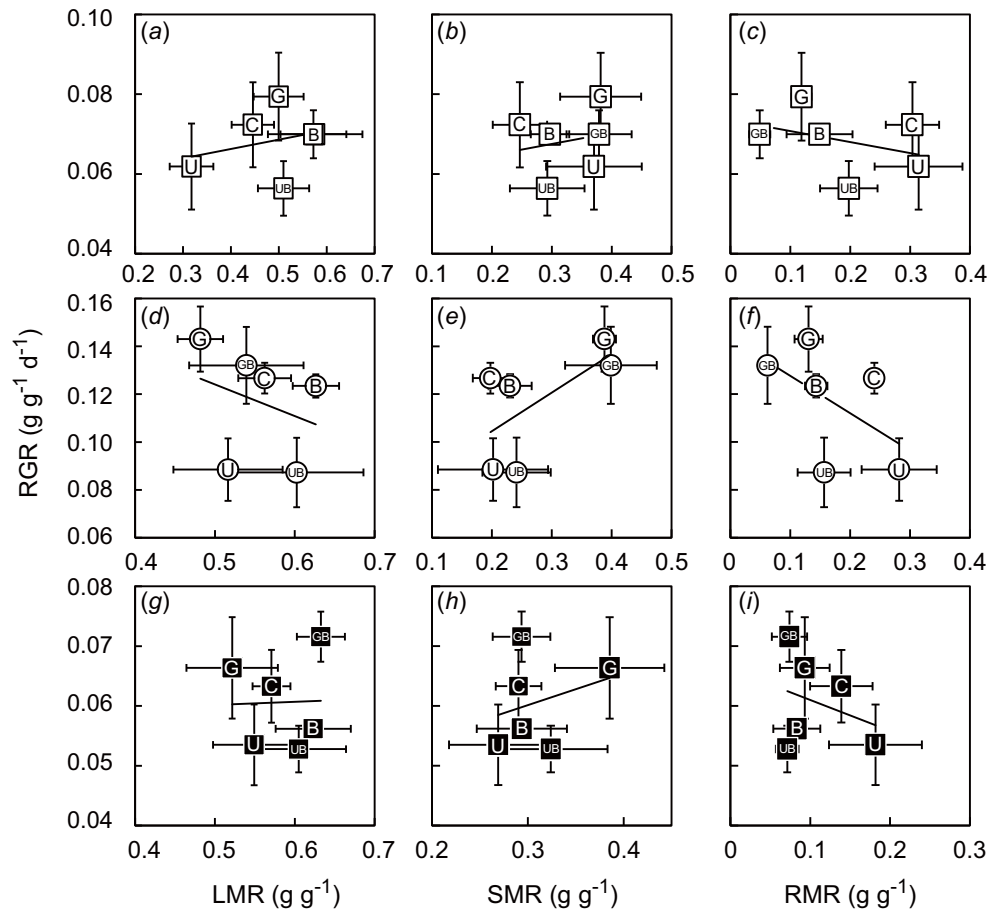 RGR (g g⁻¹ d⁻¹)
0.10
0.08
0.06
0.04
(a)
G
C
B
U
UB
0.2 0.3 0.4 0.5 0.6 0.7
(b)
G
C
B
GB
U
UB
0.1 0.2 0.3 0.4 0.5
(c)
G
C
GB
B
U
UB
0 0.1 0.2 0.3 0.4
0.16
0.14
0.12
0.10
0.08
0.06
(d)
G
GB
C
B
U
UB
0.4 0.5 0.6 0.7
(e)
G
C
B
GB
U
UB
0.1 0.2 0.3 0.4 0.5
(f)
G
GB
C
B
UB
U
0 0.1 0.2 0.3 0.4
0.08
0.07
0.06
0.05
0.04
(g)
GB
G
C
B
U
UB
0.4 0.5 0.6 0.7
LMR (g g⁻¹)
(h)
GB
G
C
B
U
UB
0.2 0.3 0.4
SMR (g g⁻¹)
(i)
GB
G
C
B
UB
U
0 0.1 0.2 0.3
RMR (g g⁻¹)